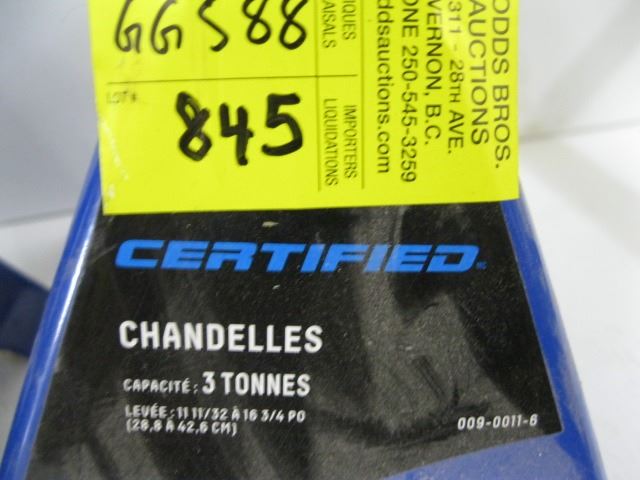 GGS88
LOT#
845
IQUES
AISALS
IMPORTERS
LIQUIDATIONS
ODDS BROS.
AUCTIONS
311 - 28TH AVE.
VERNON, B.C.
ONE 250-545-3259
ddsauctions.com
CERTIFIED MC
CHANDELLES
CAPACITÉ : 3 TONNES
LEVÉE : 11 11/32 À 16 3/4 PO
(28,8 À 42,6 CM)
009-0011-6